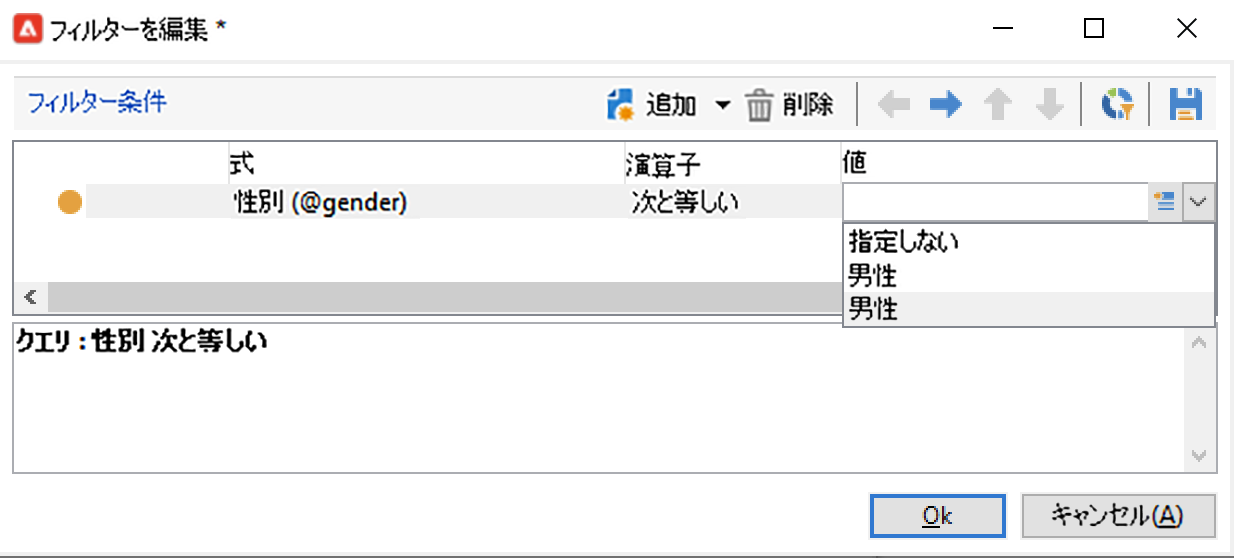 フィルターを編集 *
フィルター条件 追加 削除
式 演算子 値
性別 (@gender) 次と等しい
指定しない
男性
男性
クエリ : 性別 次と等しい
Ok キャンセル(A)